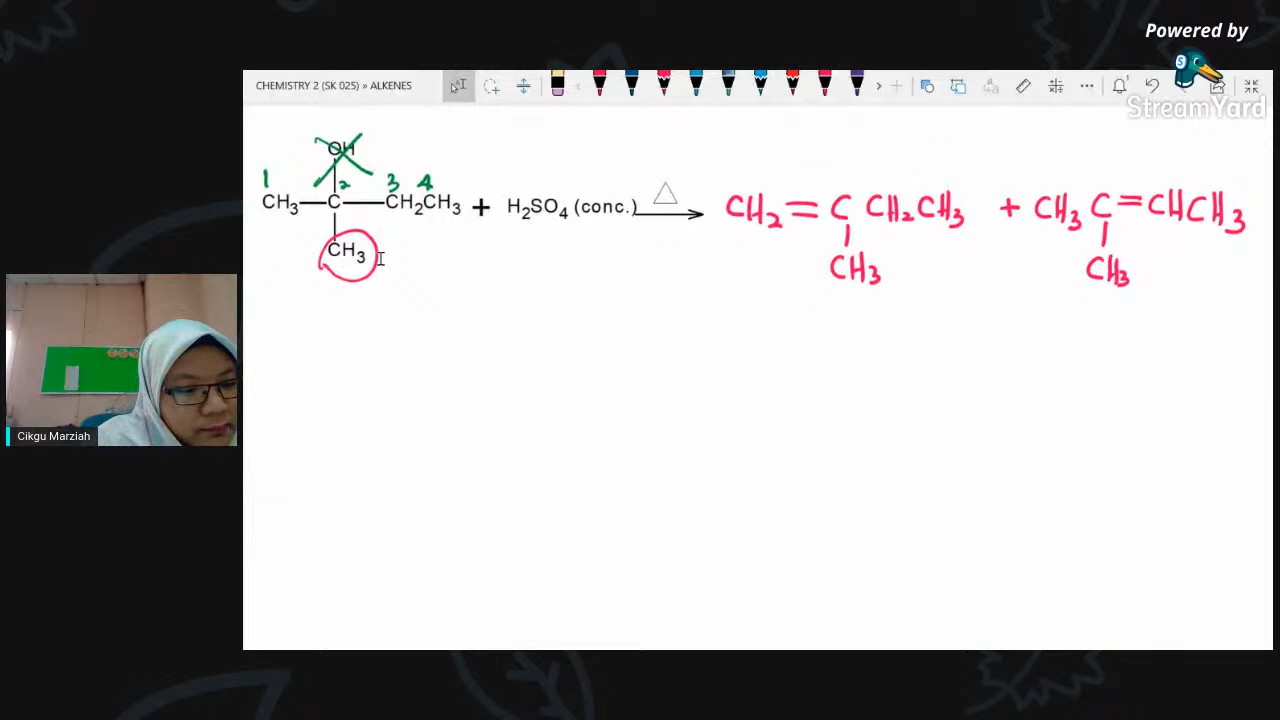 Powered by
StreamYard
CHEMISTRY 2 (SK 025) » ALKENES
OH
1 2 3 4
CH3 C CH2CH3 + H2SO4 (conc.) △ CH2 = C CH2CH3 + CH3 C = CHCH3
CH3 CH3 CH3
Cikgu Marziah